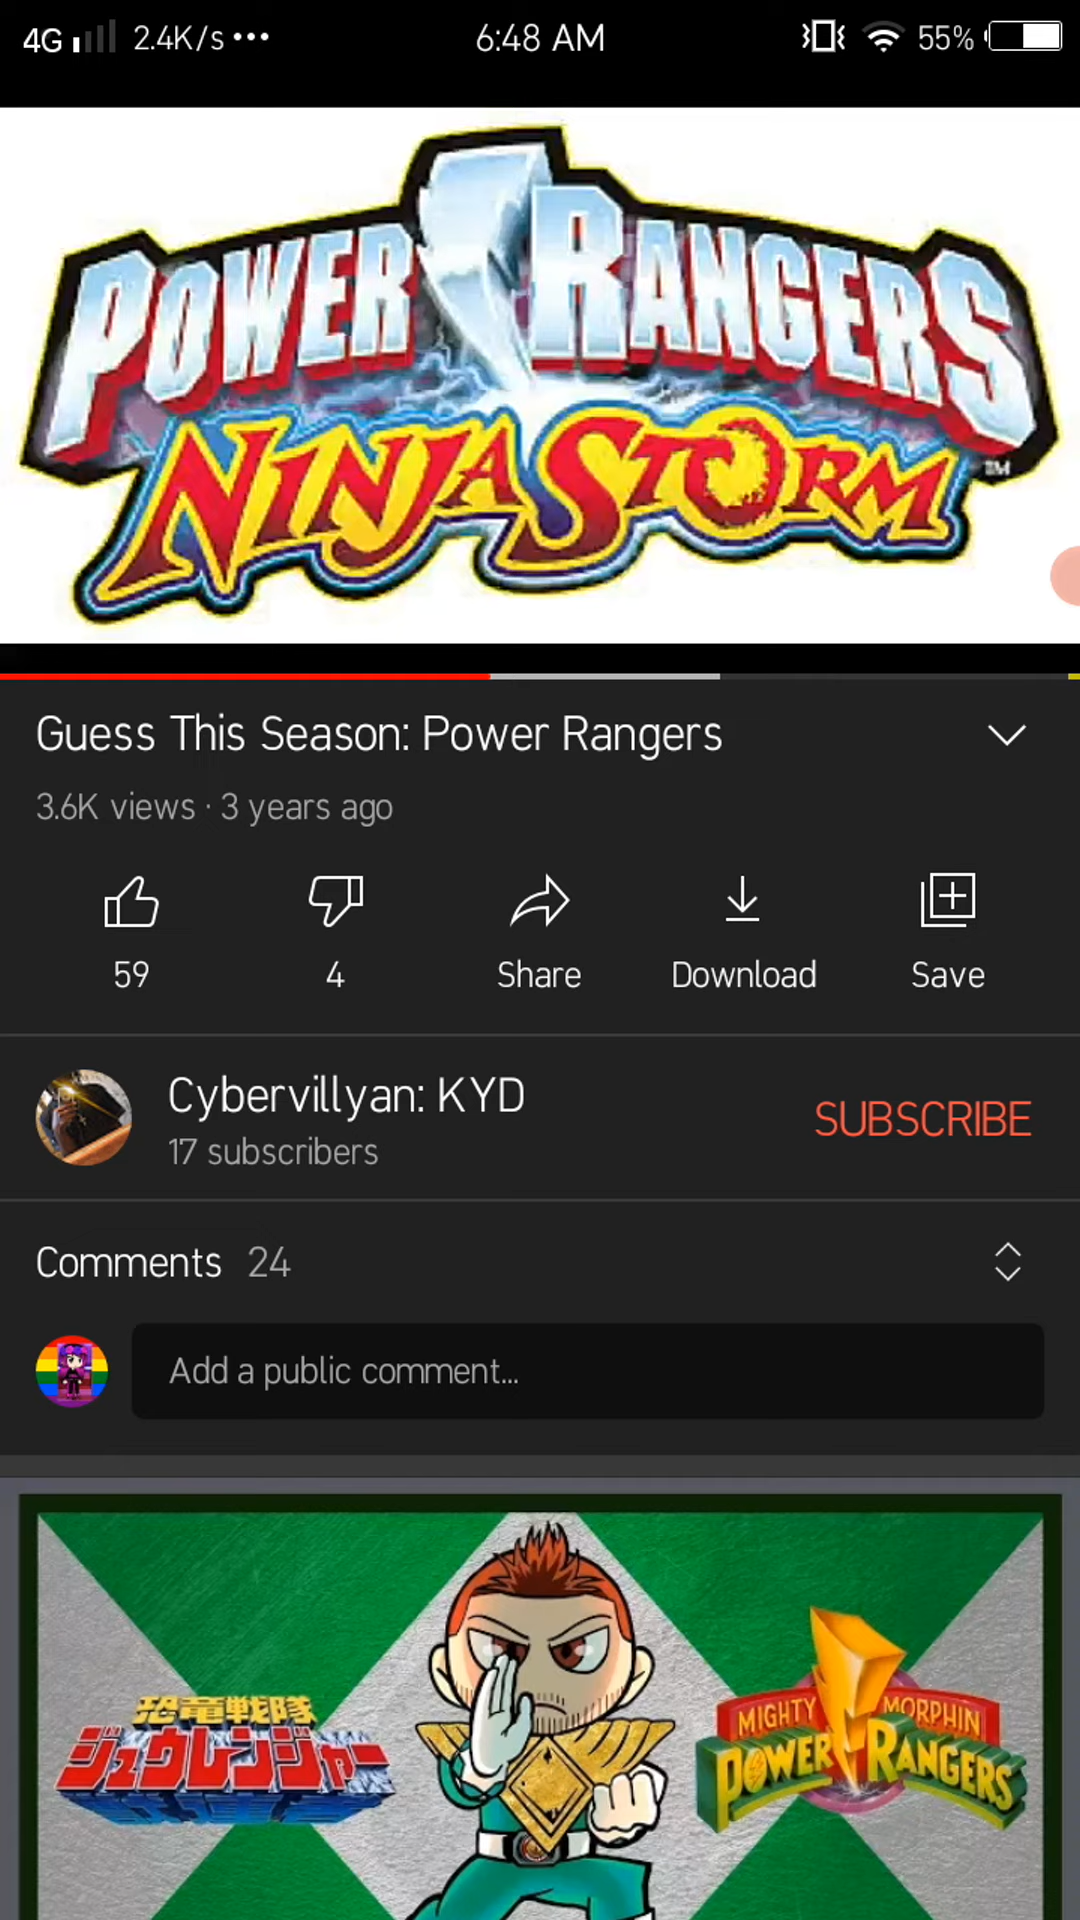 4G 2.4K/s ••• 6:48 AM 55%
POWER RANGERS
NINJA STORM™
Guess This Season: Power Rangers
3.6K views · 3 years ago
59 4 Share Download Save
Cybervillyan: KYD
17 subscribers
SUBSCRIBE
Comments 24
Add a public comment...
恐竜戦隊
ジュウレンジャー
MIGHTY MORPHIN
POWER RANGERS